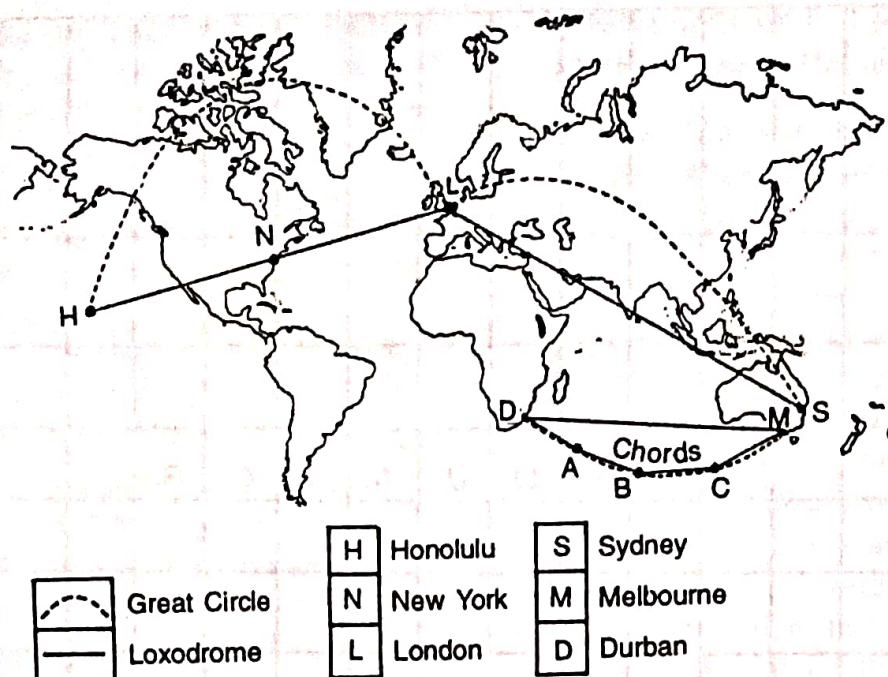 L
N
H
D
M
S
Chords
A
B
C
H Honolulu
S Sydney
Great Circle
N New York
M Melbourne
Loxodrome
L London
D Durban